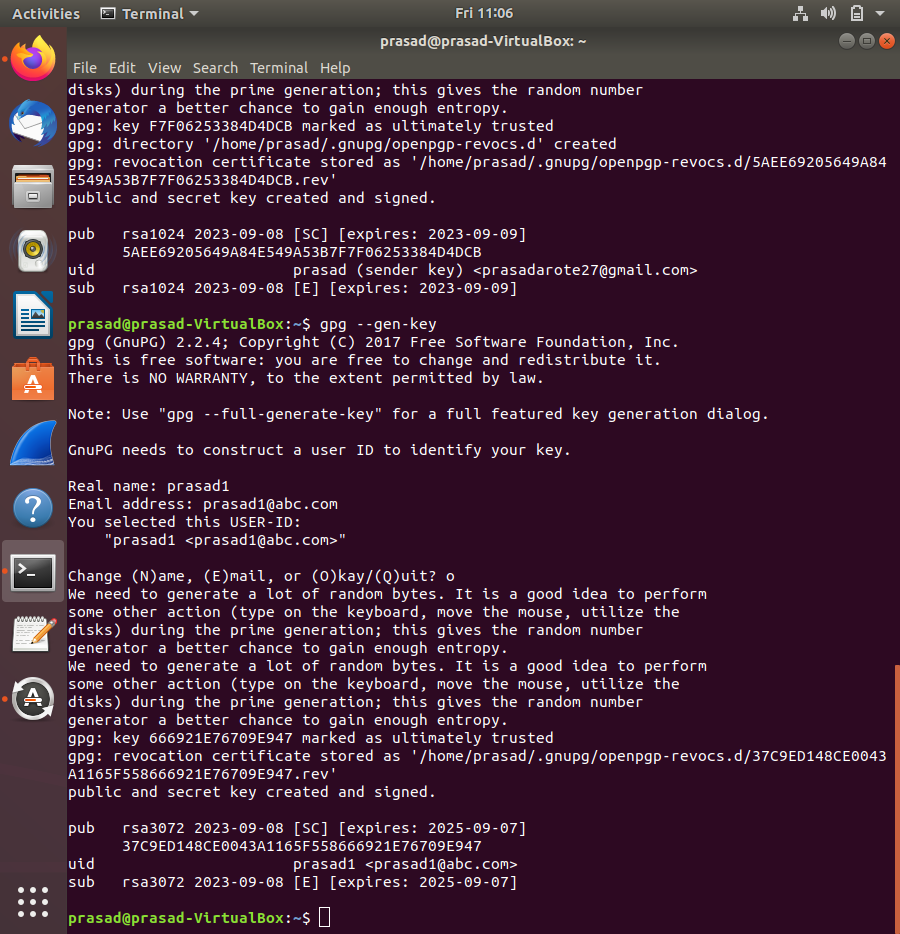 Activities Terminal Fri 11:06
prasad@prasad-VirtualBox: ~
File Edit View Search Terminal Help
disks) during the prime generation; this gives the random number
generator a better chance to gain enough entropy.
gpg: key F7F06253384D4DCB marked as ultimately trusted
gpg: directory '/home/prasad/.gnupg/openpgp-revocs.d' created
gpg: revocation certificate stored as '/home/prasad/.gnupg/openpgp-revocs.d/5AEE69205649A84
E549A53B7F7F06253384D4DCB.rev'
public and secret key created and signed.
pub   rsa1024 2023-09-08 [SC] [expires: 2023-09-09]
      5AEE69205649A84E549A53B7F7F06253384D4DCB
uid                      prasad (sender key) <prasadarote27@gmail.com>
sub   rsa1024 2023-09-08 [E] [expires: 2023-09-09]
prasad@prasad-VirtualBox:~$ gpg --gen-key
gpg (GnuPG) 2.2.4; Copyright (C) 2017 Free Software Foundation, Inc.
This is free software: you are free to change and redistribute it.
There is NO WARRANTY, to the extent permitted by law.
Note: Use "gpg --full-generate-key" for a full featured key generation dialog.
GnuPG needs to construct a user ID to identify your key.
Real name: prasad1
Email address: prasad1@abc.com
You selected this USER-ID:
    "prasad1 <prasad1@abc.com>"
Change (N)ame, (E)mail, or (O)kay/(Q)uit? o
We need to generate a lot of random bytes. It is a good idea to perform
some other action (type on the keyboard, move the mouse, utilize the
disks) during the prime generation; this gives the random number
generator a better chance to gain enough entropy.
We need to generate a lot of random bytes. It is a good idea to perform
some other action (type on the keyboard, move the mouse, utilize the
disks) during the prime generation; this gives the random number
generator a better chance to gain enough entropy.
gpg: key 666921E76709E947 marked as ultimately trusted
gpg: revocation certificate stored as '/home/prasad/.gnupg/openpgp-revocs.d/37C9ED148CE0043
A1165F558666921E76709E947.rev'
public and secret key created and signed.
pub   rsa3072 2023-09-08 [SC] [expires: 2025-09-07]
      37C9ED148CE0043A1165F558666921E76709E947
uid                      prasad1 <prasad1@abc.com>
sub   rsa3072 2023-09-08 [E] [expires: 2025-09-07]
prasad@prasad-VirtualBox:~$